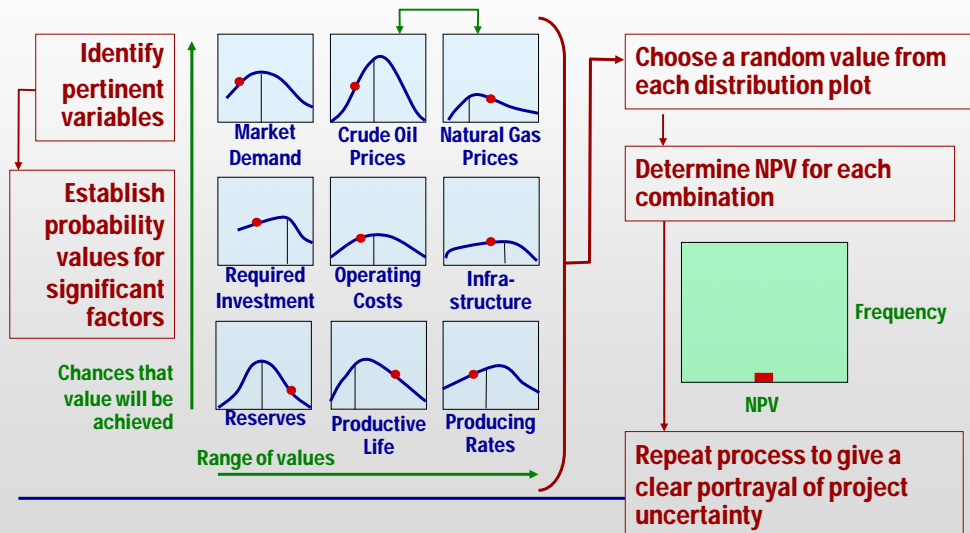 Identify
pertinent
variables
Establish
probability
values for
significant
factors
Chances that
value will be
achieved
Market
Demand
Crude Oil
Prices
Natural Gas
Prices
Required
Investment
Operating
Costs
Infra-
structure
Reserves
Productive
Life
Producing
Rates
Range of values
Choose a random value from
each distribution plot
Determine NPV for each
combination
Frequency
NPV
Repeat process to give a
clear portrayal of project
uncertainty